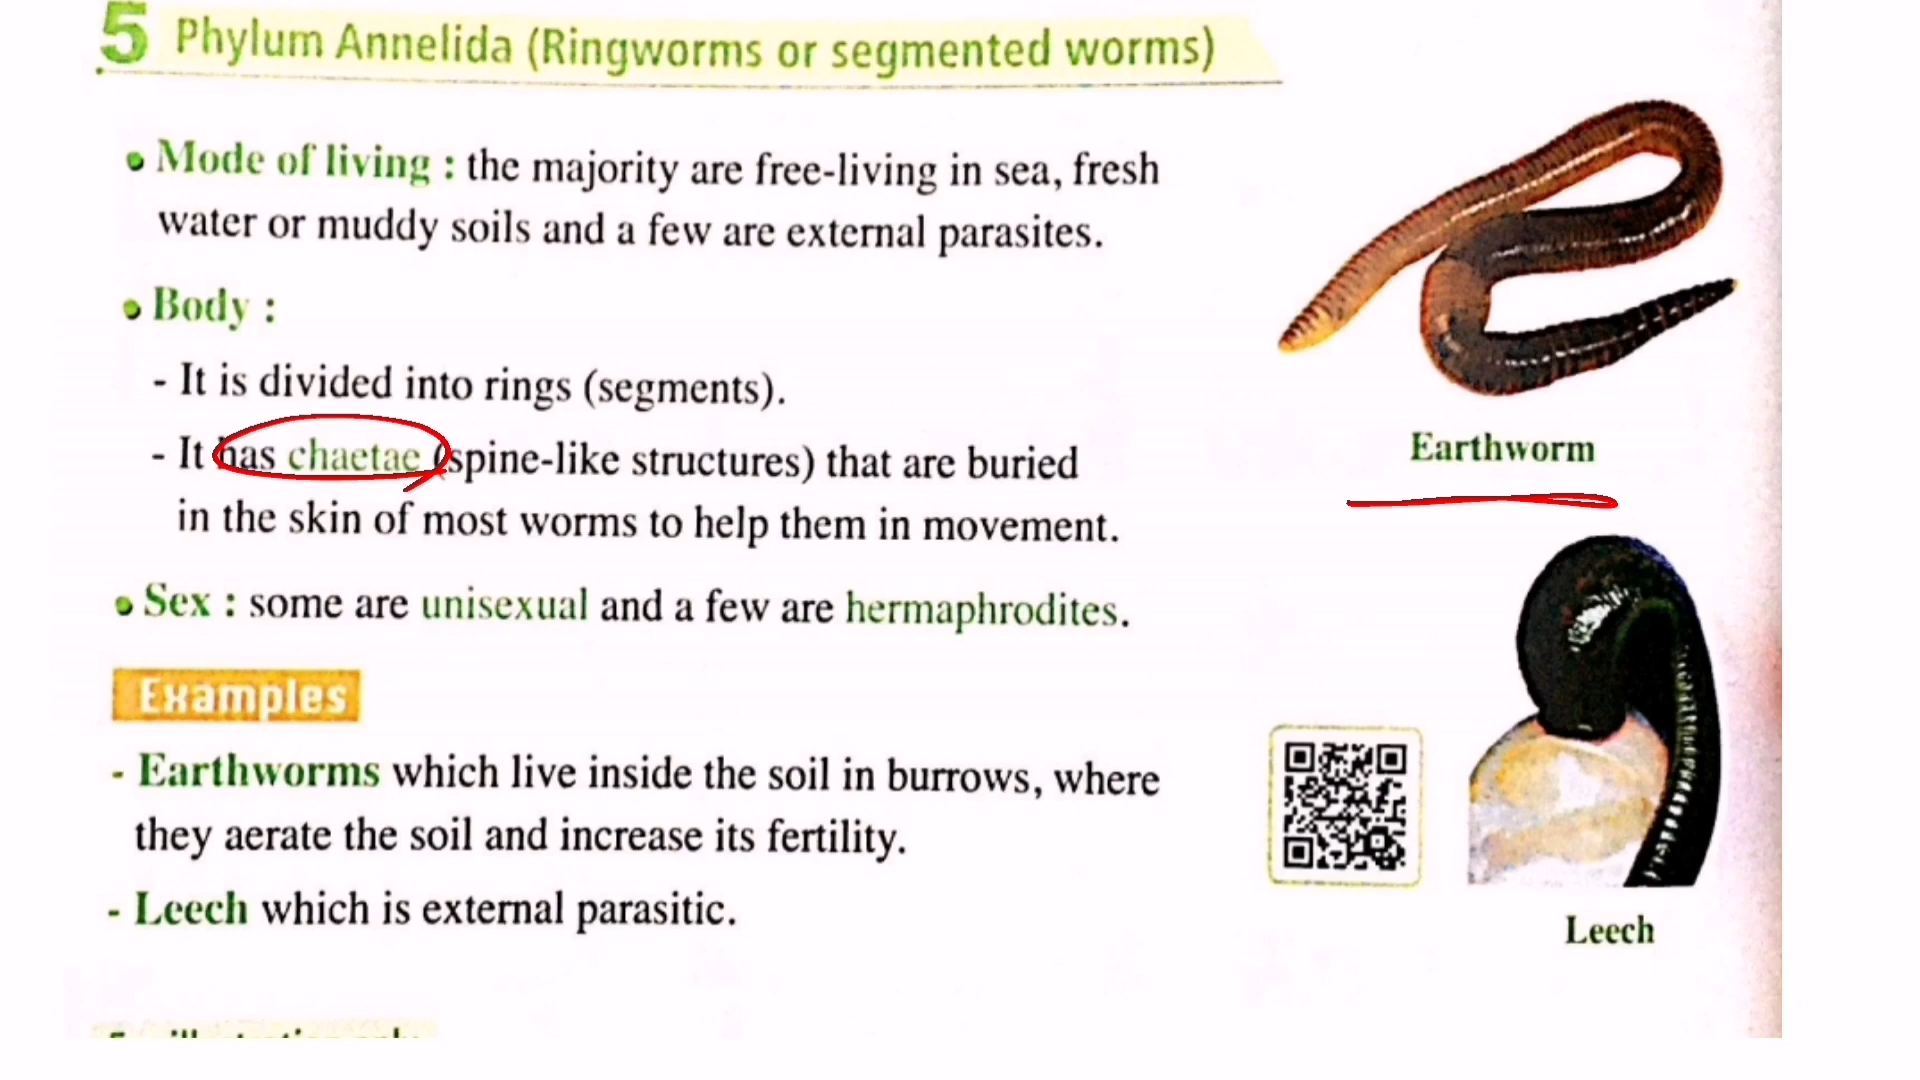 5 Phylum Annelida (Ringworms or segmented worms)
• Mode of living : the majority are free-living in sea, fresh
water or muddy soils and a few are external parasites.
• Body :
- It is divided into rings (segments).
- It has chaetae (spine-like structures) that are buried
in the skin of most worms to help them in movement.
• Sex : some are unisexual and a few are hermaphrodites.
Examples
- Earthworms which live inside the soil in burrows, where
they aerate the soil and increase its fertility.
- Leech which is external parasitic.
Earthworm
Leech